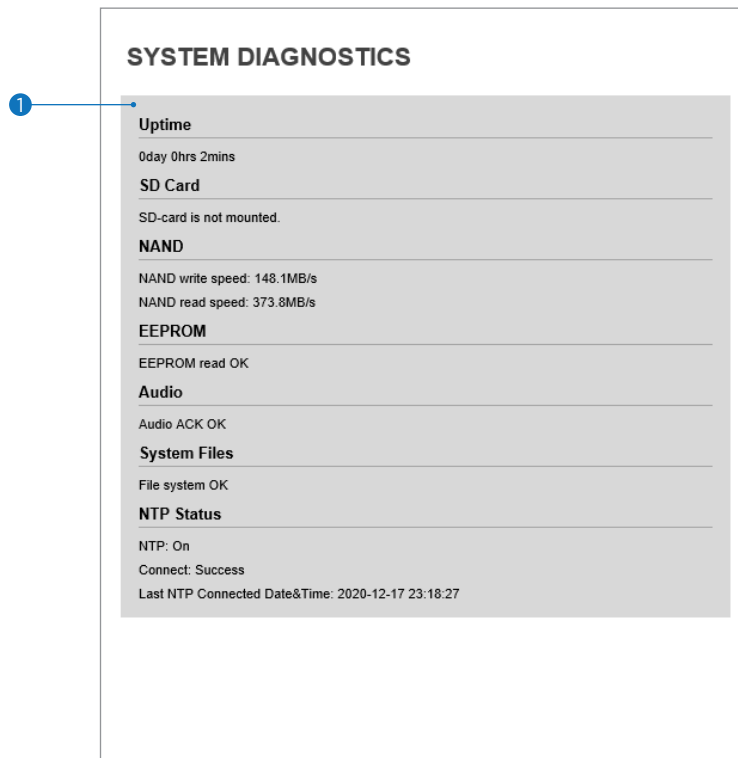 SYSTEM DIAGNOSTICS
1
Uptime
0day 0hrs 2mins
SD Card
SD-card is not mounted.
NAND
NAND write speed: 148.1MB/s
NAND read speed: 373.8MB/s
EEPROM
EEPROM read OK
Audio
Audio ACK OK
System Files
File system OK
NTP Status
NTP: On
Connect: Success
Last NTP Connected Date&Time: 2020-12-17 23:18:27